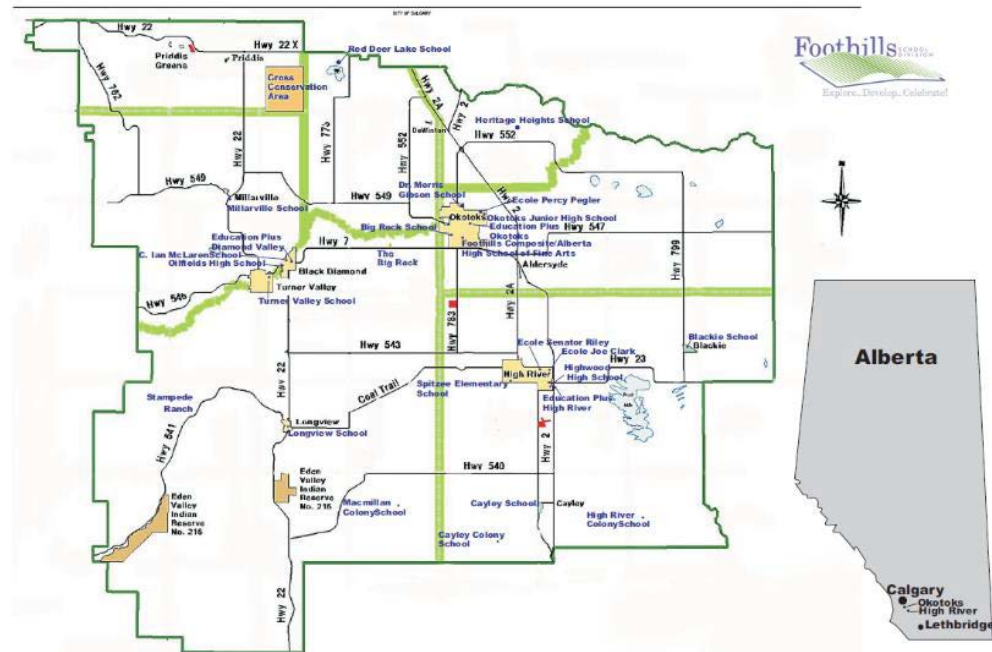 CITY OF CALGARY
Hwy 22
Hwy 22 X
Red Deer Lake School
Priddis
Greens
Priddis
Foothills SCHOOL
DIVISION
Explore.. Develop.. Celebrate!
Cross
Conservation
Area
Hwy 762
Hwy 22
Hwy 773
Hwy 2A
Hwy 2
Hwy 552
DeWinton
Heritage Heights School
Hwy 552
Hwy 549
Millarville
Millarville School
Hwy 549
Dr. Morris
Gibson School
Hwy 2
Ecole Percy Pegler
Okotoks
Okotoks Junior High School
Big Rock School
Education Plus
Okotoks
Hwy 547
Foothills Composite/Alberta
High School of Fine Arts
Education Plus
Diamond Valley
Hwy 7
The
Big Rock
C. Ian McLarenSchool
Oilfields High School
Black Diamond
Aldersyde
Hwy 799
Turner Valley
Turner Valley School
Hwy 546
Hwy 2A
Hwy 783
Blackie School
Blackie
Hwy 543
Ecole Senator Riley
Ecole Joe Clark
Hwy 23
High River
Highwood
High School
Spitzee Elementary
School
Education Plus
High River
Hwy 22
Coal Trail
Stampede
Ranch
Longview
Longview School
Hwy 541
Hwy 2
Hwy 540
Eden
Valley
Indian
Reserve
No. 216
Eden
Valley
Indian
Reserve
No. 216
Macmillan
ColonySchool
Cayley School
Cayley
High River
ColonySchool
Cayley Colony
School
Hwy 22
Alberta
Calgary
Okotoks
High River
Lethbridge